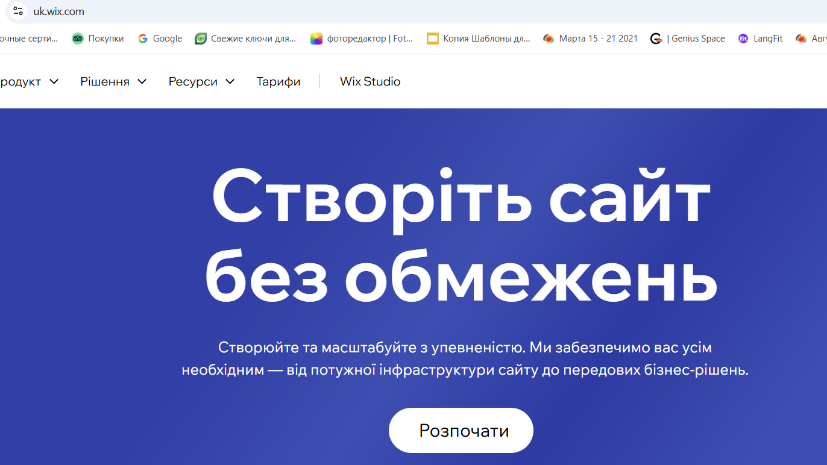 uk.wix.com
очные серти... Покупки Google Свежие ключи для... фоторедактор | Fot... Копия Шаблоны дл... Марта 15 - 21 2021 | Genius Space LangFit Авг
родукт Рішення Ресурси Тарифи Wix Studio
Створіть сайт
без обмежень
Створюйте та масштабуйте з упевненістю. Ми забезпечимо вас усім
необхідним — від потужної інфраструктури сайту до передових бізнес-рішень.
Розпочати